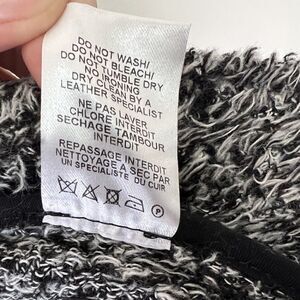 DO NOT WASH/
DO NOT BLEACH/
DO NOT TUMBLE DRY
NO IRONING
DRY CLEAN BY A
LEATHER SPECIALIST
NE PAS LAVER
CHLORE INTERDIT
SECHAGE TAMBOUR
INTERDIT
REPASSAGE INTERDIT
NETTOYAGE A SEC PAR
UN SPECIALISTE DU CUIR
P